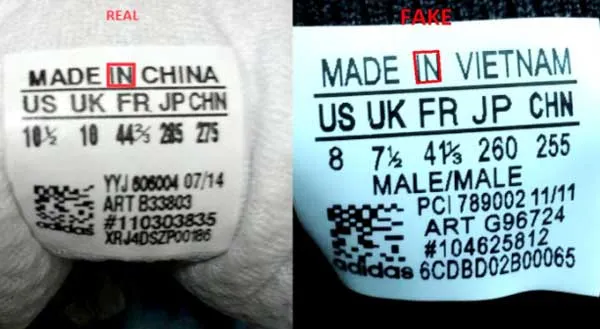 REAL
MADE IN CHINA
US UK FR JP CHN
10½ 10 44⅔ 285 275
YYJ 606004 07/14
ART B33803
#110303835
XRJ4DSZP00186
adidas
FAKE
MADE IN VIETNAM
US UK FR JP CHN
8 7½ 41⅓ 260 255
MALE/MALE
PCI 789002 11/11
ART G96724
#104625812
adidas 6CDBD02B00065